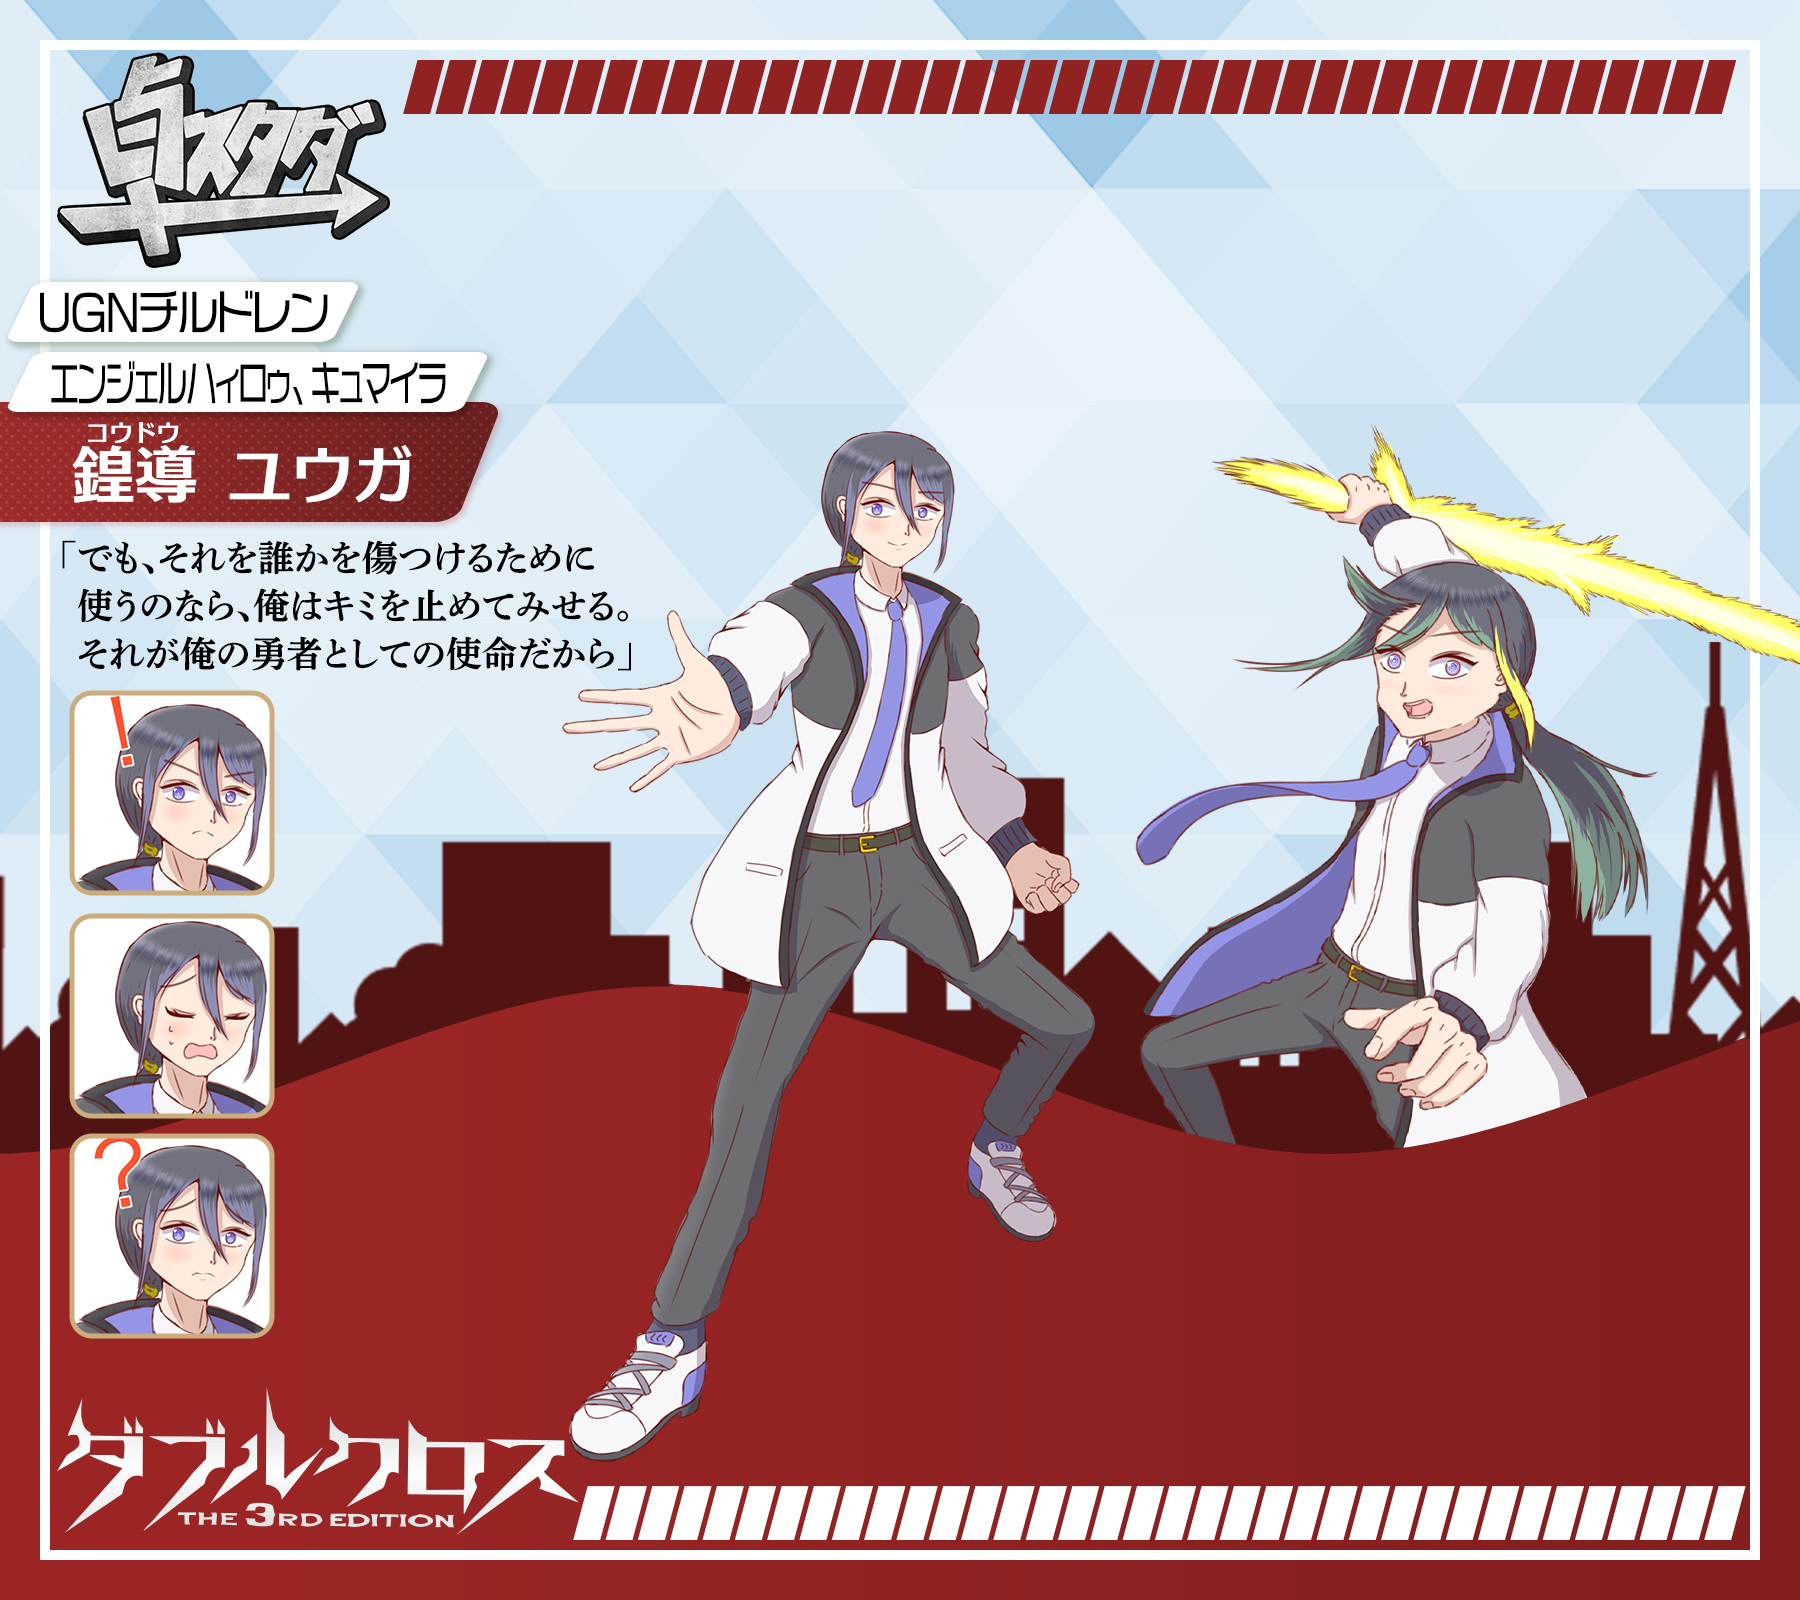 卓スタダ
UGNチルドレン
エンジェルハィロゥ、キュマイラ
コウドウ
鍠導 ユウガ
「でも、それを誰かを傷つけるために
使うのなら、俺はキミを止めてみせる。
それが俺の勇者としての使命だから」
!
?
ダブルクロス
THE 3RD EDITION